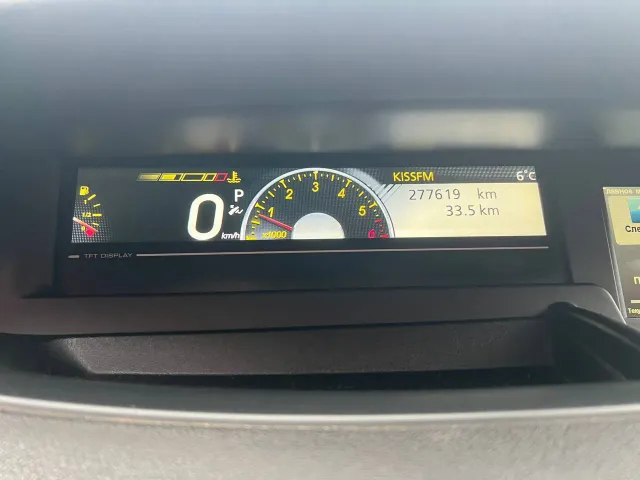 KISSFM 6°C
277619 km
33.5 km
P
0
km/h
1/2
1 2 3 4 5 6
x1000
TFT DISPLAY